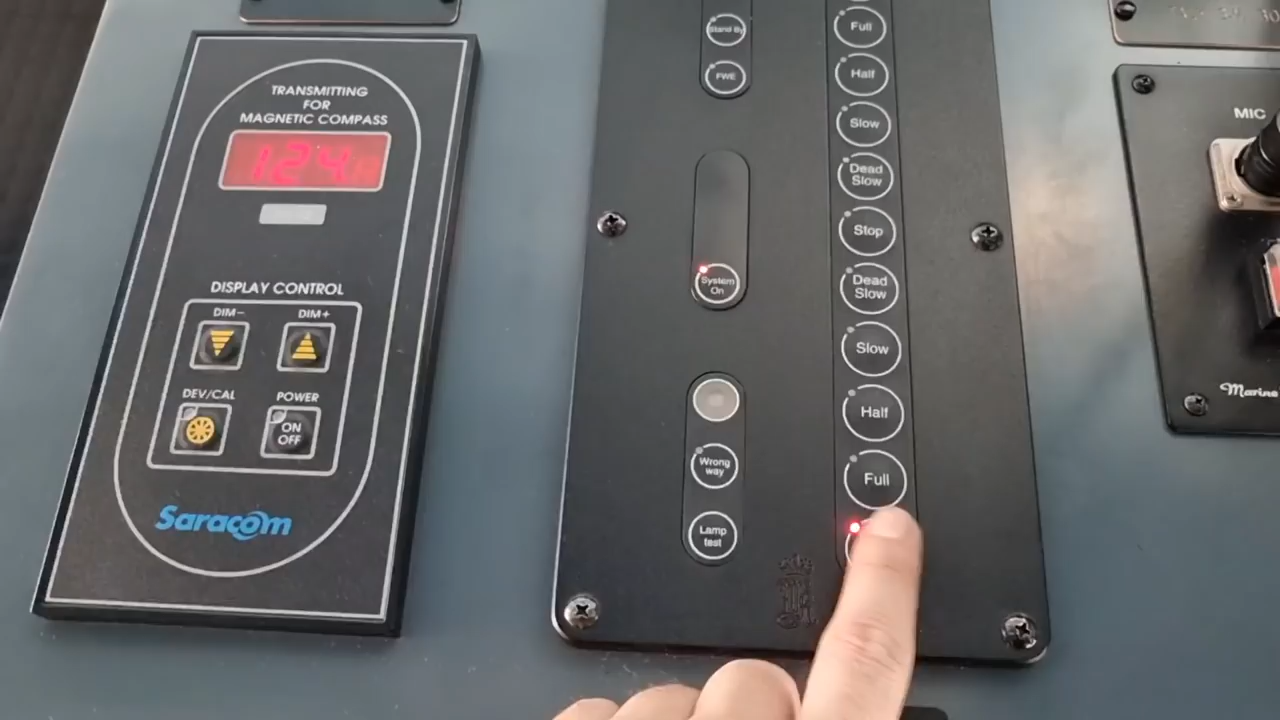 TRANSMITTING
FOR
MAGNETIC COMPASS
124
DISPLAY CONTROL
DIM-
DIM+
DEV/CAL
POWER
ON
OFF
Saracom
Stand By
FWE
System
On
Wrong
way
Lamp
test
Full
Half
Slow
Dead
Slow
Stop
Dead
Slow
Slow
Half
Full
MIC
Marine